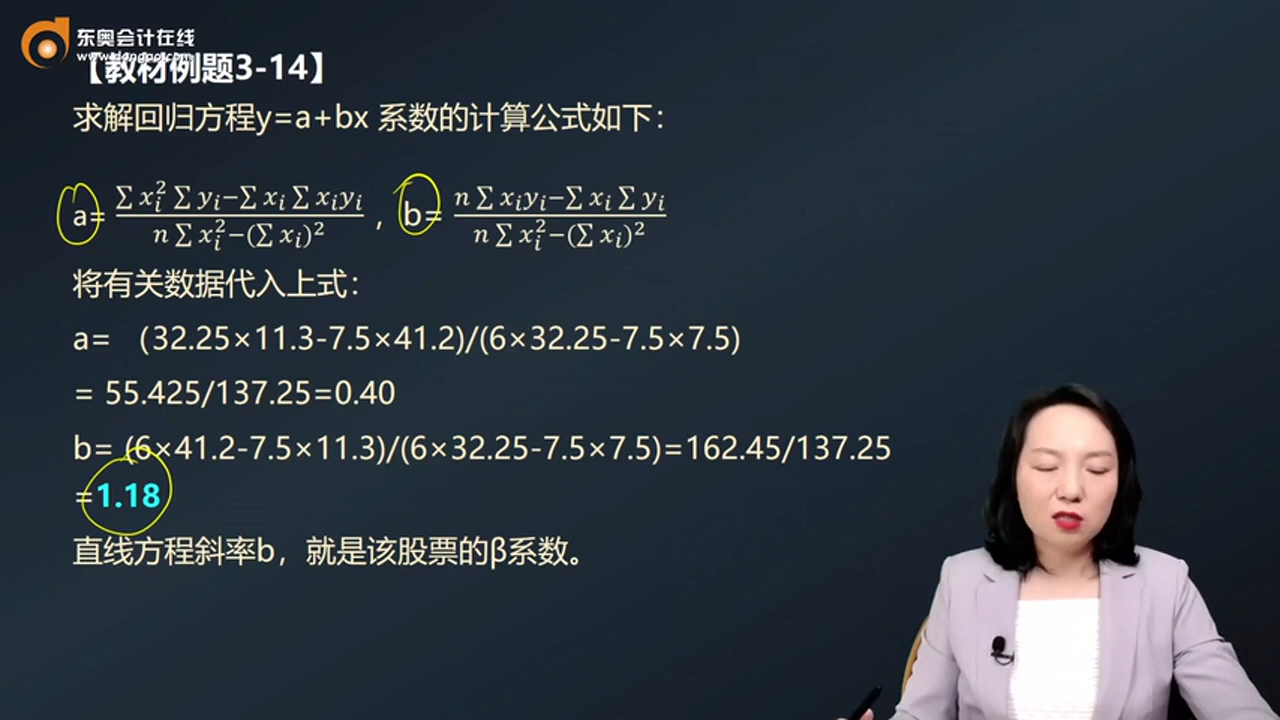 东奥会计在线
www.dongao.com
【教材例题3-14】
求解回归方程y=a+bx 系数的计算公式如下：
a= \frac{∑x_i^2∑y_i-∑x_i∑x_iy_i}{n∑x_i^2-(∑x_i)^2} ，b= \frac{n∑x_iy_i-∑x_i∑y_i}{n∑x_i^2-(∑x_i)^2}
将有关数据代入上式：
a= （32.25×11.3-7.5×41.2)/(6×32.25-7.5×7.5)
= 55.425/137.25=0.40
b= (6×41.2-7.5×11.3)/(6×32.25-7.5×7.5)=162.45/137.25
=1.18
直线方程斜率b，就是该股票的β系数。